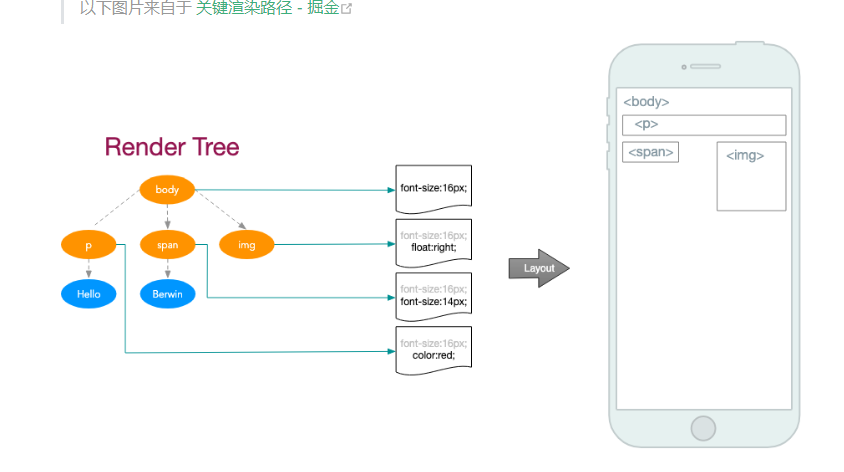 以下图片来自于 关键渲染路径 - 掘金
Render Tree
body
p
span
img
Hello
Berwin
font-size:16px;
font-size:16px;
float:right;
font-size:16px;
font-size:14px;
font-size:16px;
color:red;
Layout
<body>
<p>
<span>
<img>